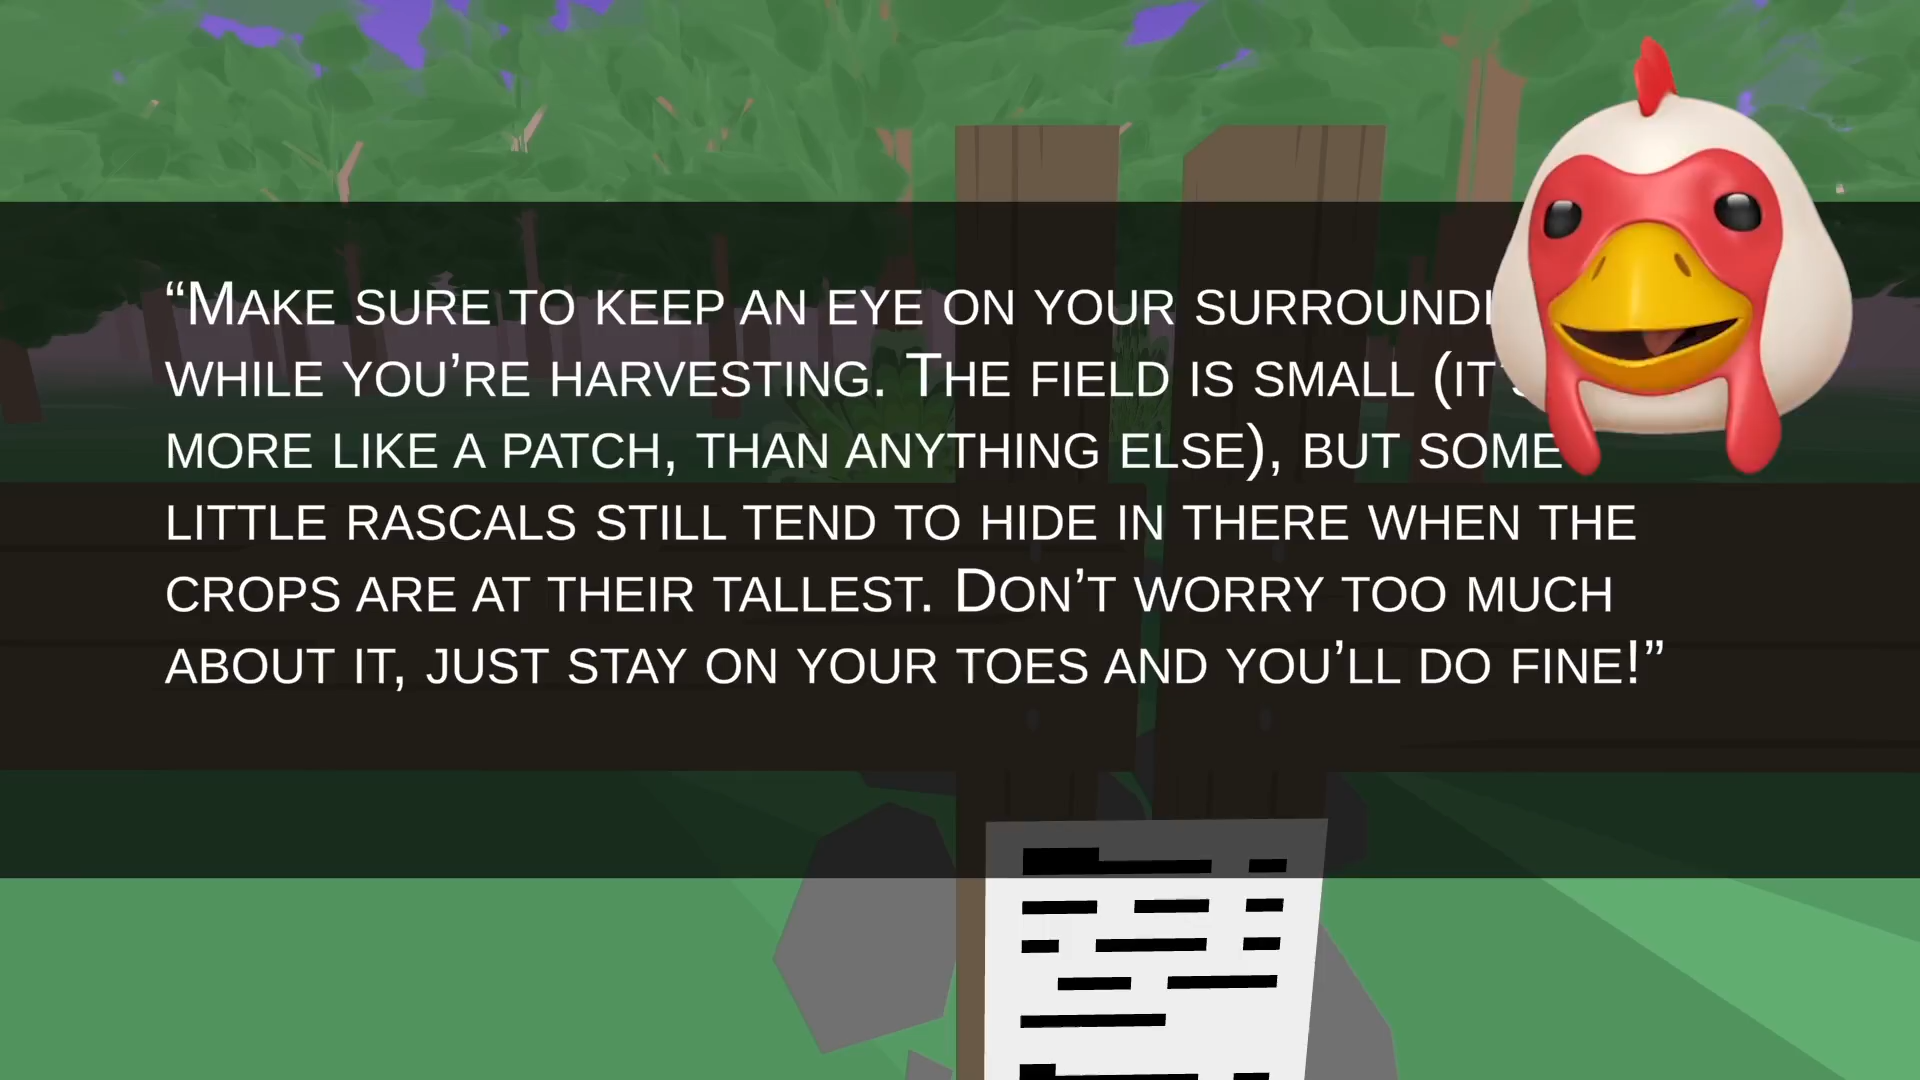 “Make sure to keep an eye on your
while you’re harvesting. The field is small (it’s
more like a patch, than anything else), but some
little rascals still tend to hide in there when the
crops are at their tallest. Don’t worry too much
about it, just stay on your toes and you’ll do fine!”